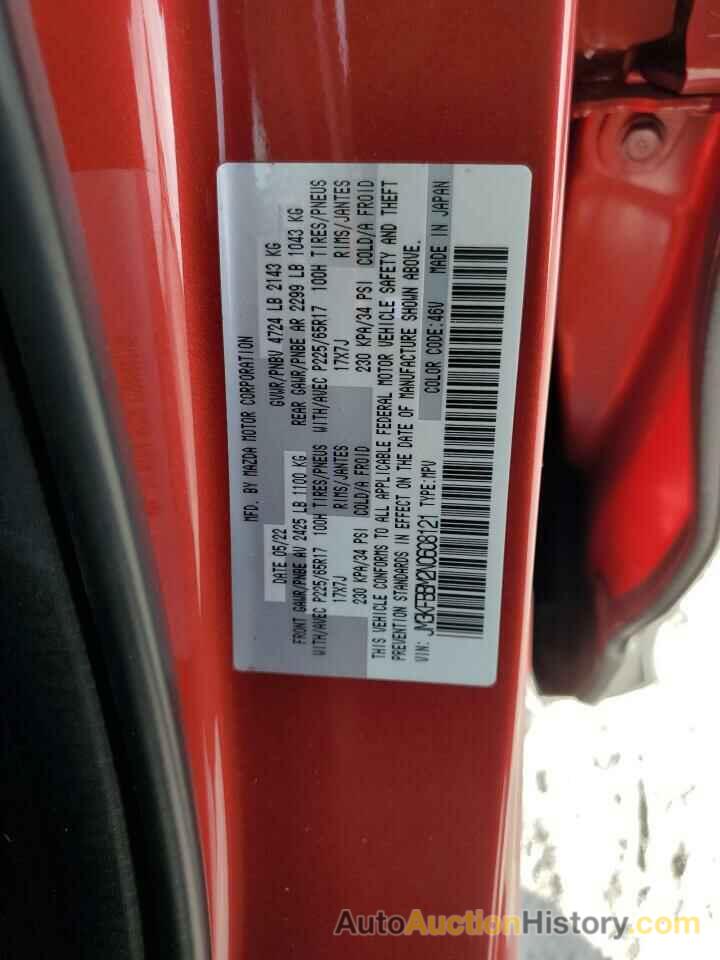 MFD. BY MAZDA MOTOR CORPORATION
DATE 05/22 GVWR/PNBV 4724 LB 2143 KG
FRONT GAWR/PNBE AV 2425 LB 1100 KG REAR GAWR/PNBE AR 2299 LB 1043 KG
WITH/AVEC P225/65R17 100H TIRES/PNEUS WITH/AVEC P225/65R17 100H TIRES/PNEUS
17X7J RIMS/JANTES 17X7J RIMS/JANTES
230 KPA/34 PSI COLD/A FROID 230 KPA/34 PSI COLD/A FROID
THIS VEHICLE CONFORMS TO ALL APPLICABLE FEDERAL MOTOR VEHICLE SAFETY AND THEFT
PREVENTION STANDARDS IN EFFECT ON THE DATE OF MANUFACTURE SHOWN ABOVE.
VIN: JM3KFBBM2N0608121 TYPE:MPV COLOR CODE:46V MADE IN JAPAN
AutoAuctionHistory.com